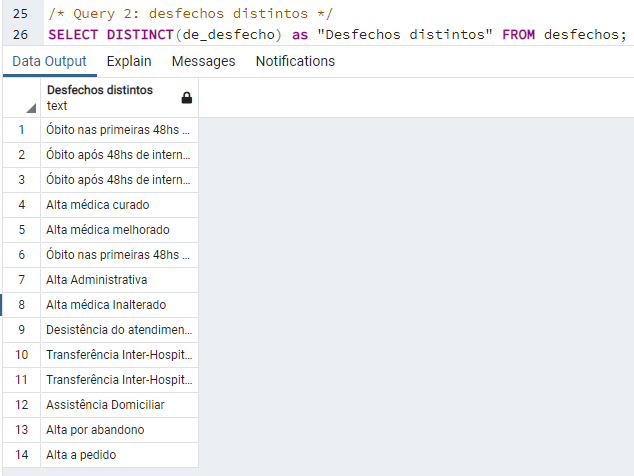 25 /* Query 2: desfechos distintos */
26 SELECT DISTINCT(de_desfecho) as "Desfechos distintos" FROM desfechos;
Data Output Explain Messages Notifications
Desfechos distintos
text
1 Óbito nas primeiras 48hs ...
2 Óbito após 48hs de intern...
3 Óbito após 48hs de intern...
4 Alta médica curado
5 Alta médica melhorado
6 Óbito nas primeiras 48hs ...
7 Alta Administrativa
8 Alta médica Inalterado
9 Desistência do atendimen...
10 Transferência Inter-Hospit...
11 Transferência Inter-Hospit...
12 Assistência Domiciliar
13 Alta por abandono
14 Alta a pedido